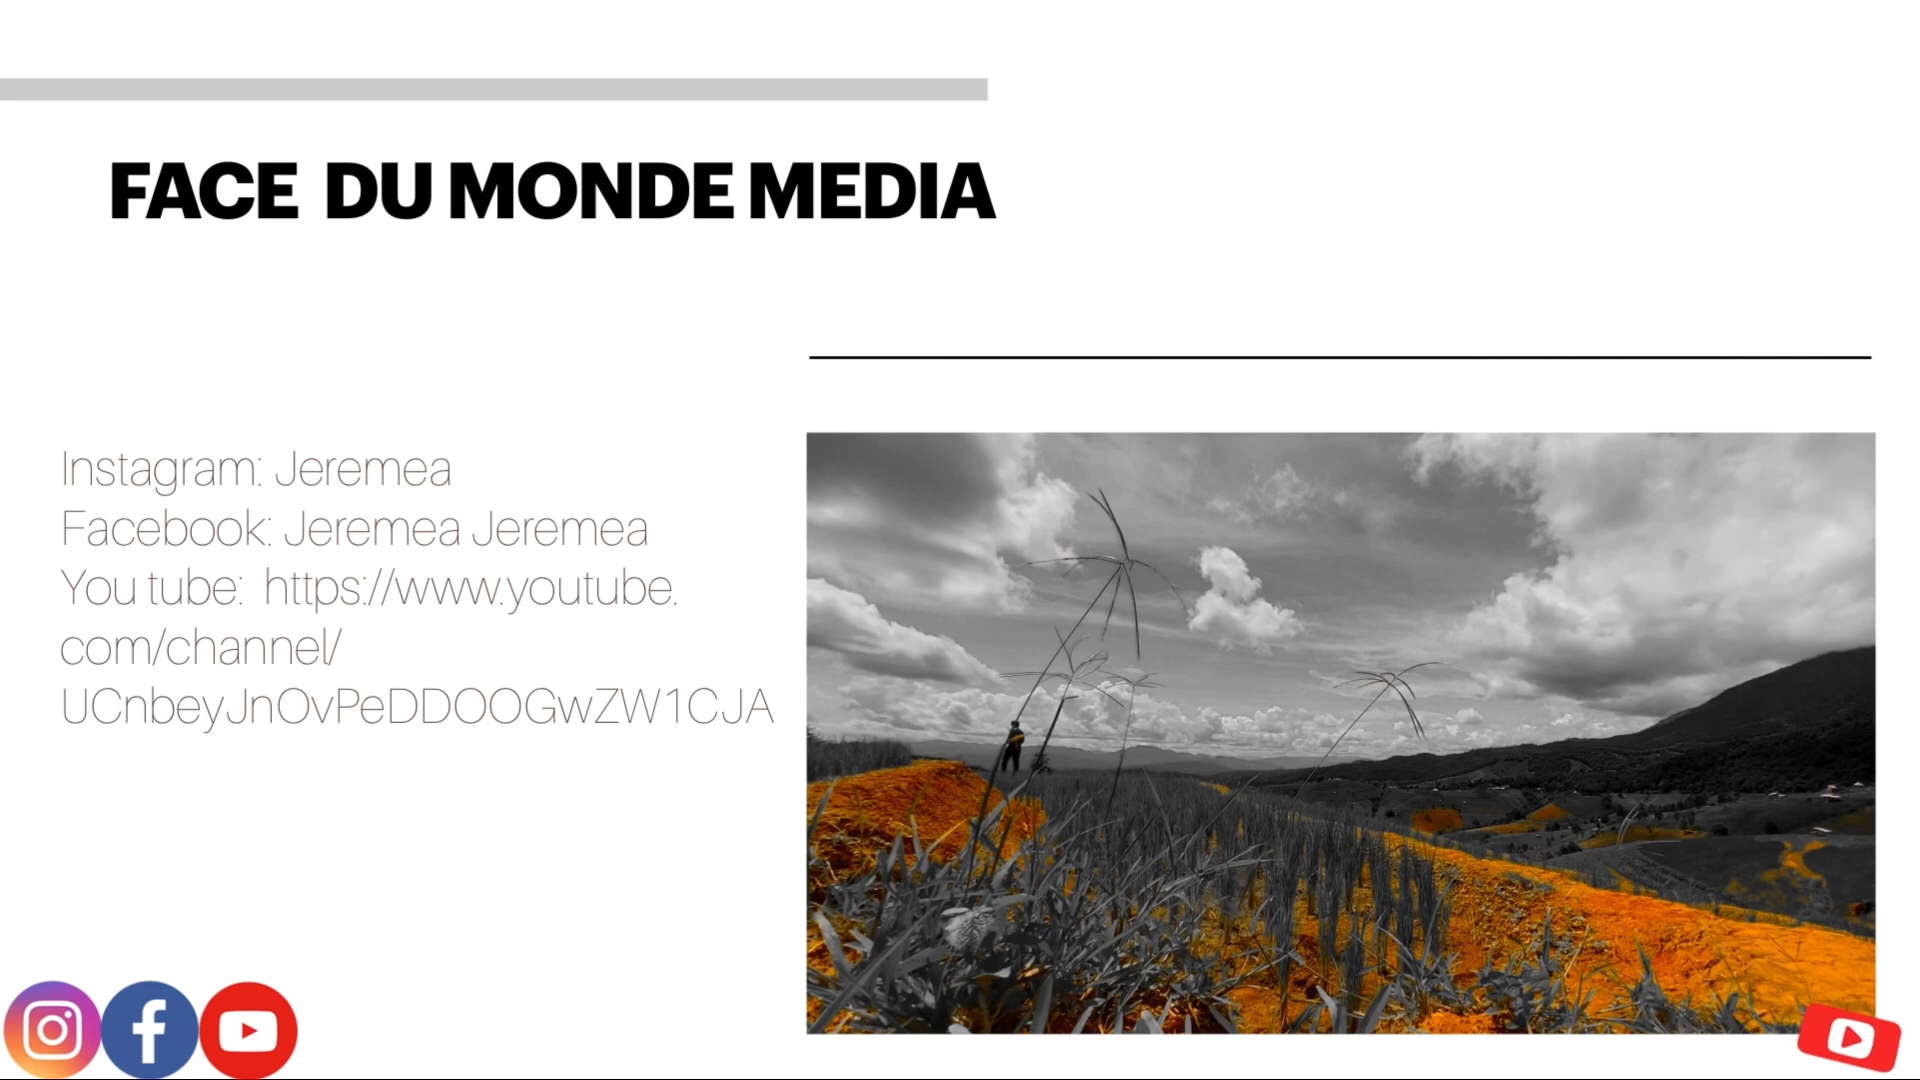 FACE DU MONDE MEDIA
Instagram: Jeremea
Facebook: Jeremea Jeremea
You tube: https://www.youtube.
com/channel/
UCnbeyJnOvPeDDOOGwZW1CJA